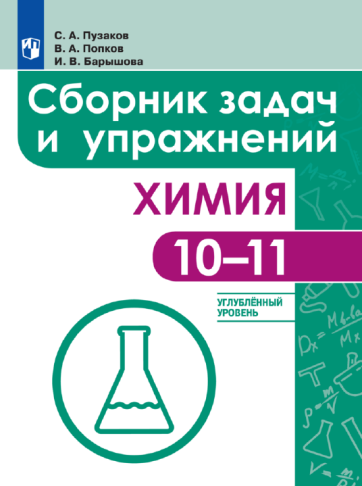 С. А. Пузаков
В. А. Попков
И. В. Барышова
Сборник задач
и упражнений
ХИМИЯ
10–11
УГЛУБЛЁННЫЙ
УРОВЕНЬ